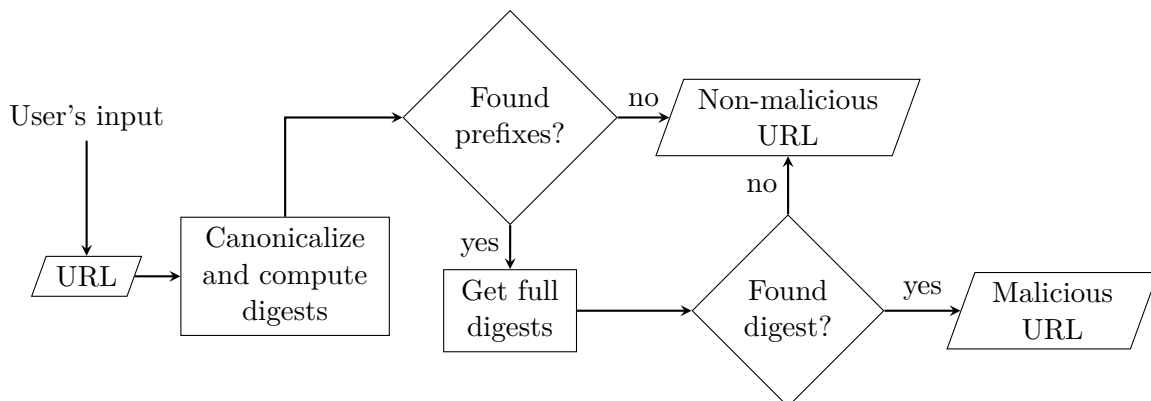 User's input
URL
Canonicalize
and compute
digests
Found
prefixes?
no
Non-malicious
URL
yes
Get full
digests
Found
digest?
no
yes
Malicious
URL